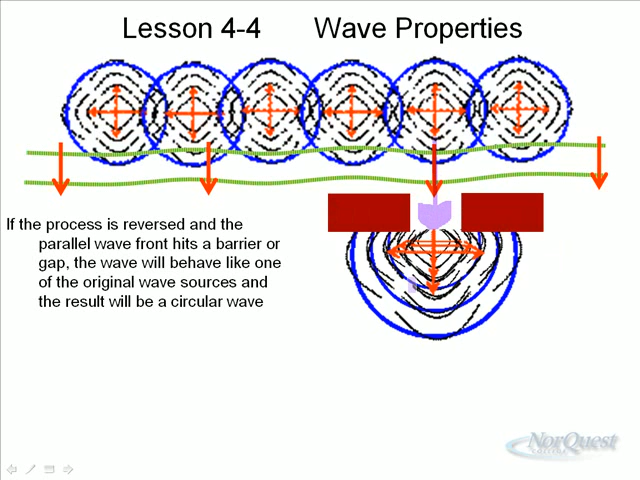 Lesson 4-4 Wave Properties
If the process is reversed and the
parallel wave front hits a barrier or
gap, the wave will behave like one
of the original wave sources and
the result will be a circular wave
NorQuest
COLLEGE